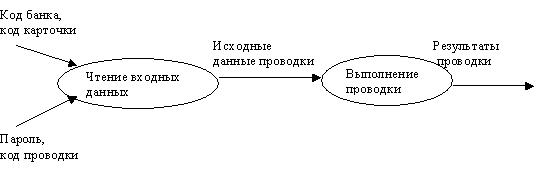 Код банка,
код карточки
Чтение входных
данных
Пароль,
код проводки
Исходные
данные проводки
Выполнение
проводки
Результаты
проводки